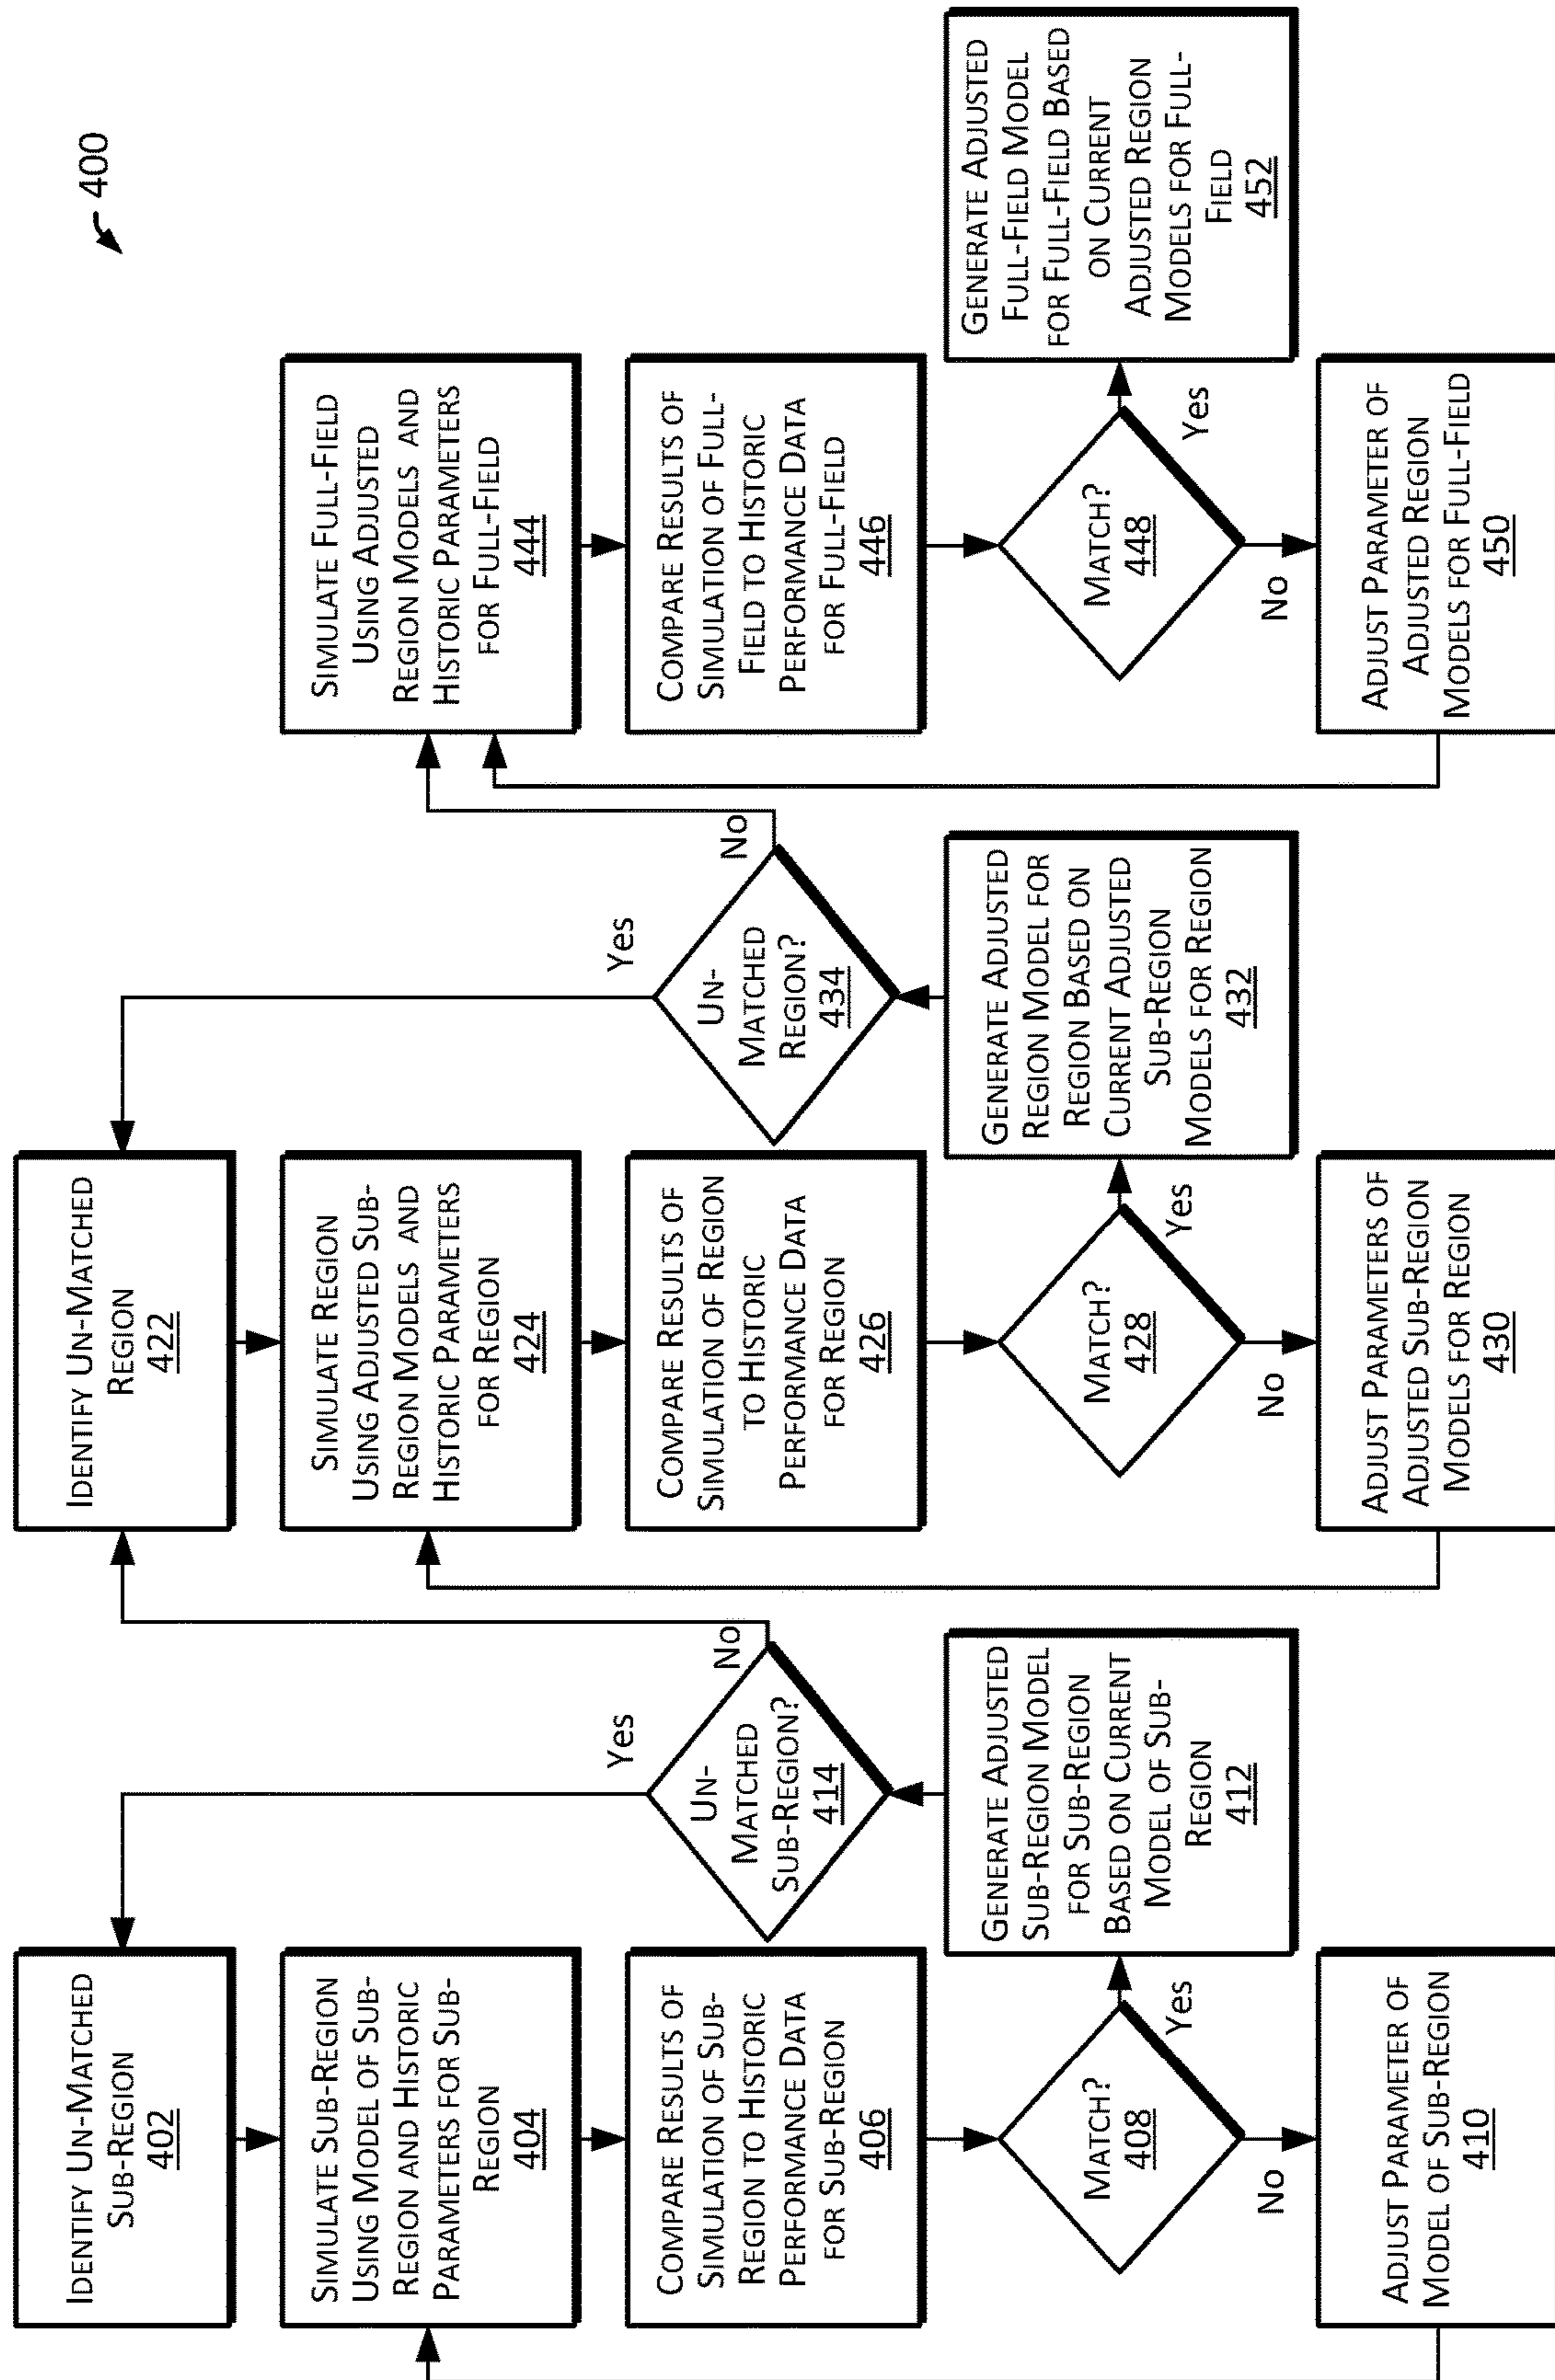 400
IDENTIFY UN-MATCHED
SUB-REGION
402
SIMULATE SUB-REGION
USING MODEL OF SUB-
REGION AND HISTORIC
PARAMETERS FOR SUB-
REGION
404
COMPARE RESULTS OF
SIMULATION OF SUB-
REGION TO HISTORIC
PERFORMANCE DATA
FOR SUB-REGION
406
MATCH?
408
Yes
No
ADJUST PARAMETER OF
MODEL OF SUB-REGION
410
GENERATE ADJUSTED
SUB-REGION MODEL
FOR SUB-REGION
BASED ON CURRENT
MODEL OF SUB-
REGION
412
UN-
MATCHED
SUB-REGION?
414
Yes
No
IDENTIFY UN-MATCHED
REGION
422
SIMULATE REGION
USING ADJUSTED SUB-
REGION MODELS AND
HISTORIC PARAMETERS
FOR REGION
424
COMPARE RESULTS OF
SIMULATION OF REGION
TO HISTORIC
PERFORMANCE DATA
FOR REGION
426
MATCH?
428
Yes
No
ADJUST PARAMETERS OF
ADJUSTED SUB-REGION
MODELS FOR REGION
430
GENERATE ADJUSTED
REGION MODEL FOR
REGION BASED ON
CURRENT ADJUSTED
SUB-REGION
MODELS FOR REGION
432
UN-
MATCHED
REGION?
434
Yes
No
SIMULATE FULL-FIELD
USING ADJUSTED
REGION MODELS AND
HISTORIC PARAMETERS
FOR FULL-FIELD
444
COMPARE RESULTS OF
SIMULATION OF FULL-
FIELD TO HISTORIC
PERFORMANCE DATA
FOR FULL-FIELD
446
MATCH?
448
Yes
No
ADJUST PARAMETER OF
ADJUSTED REGION
MODELS FOR FULL-FIELD
450
GENERATE ADJUSTED
FULL-FIELD MODEL
FOR FULL-FIELD BASED
ON CURRENT
ADJUSTED REGION
MODELS FOR FULL-
FIELD
452